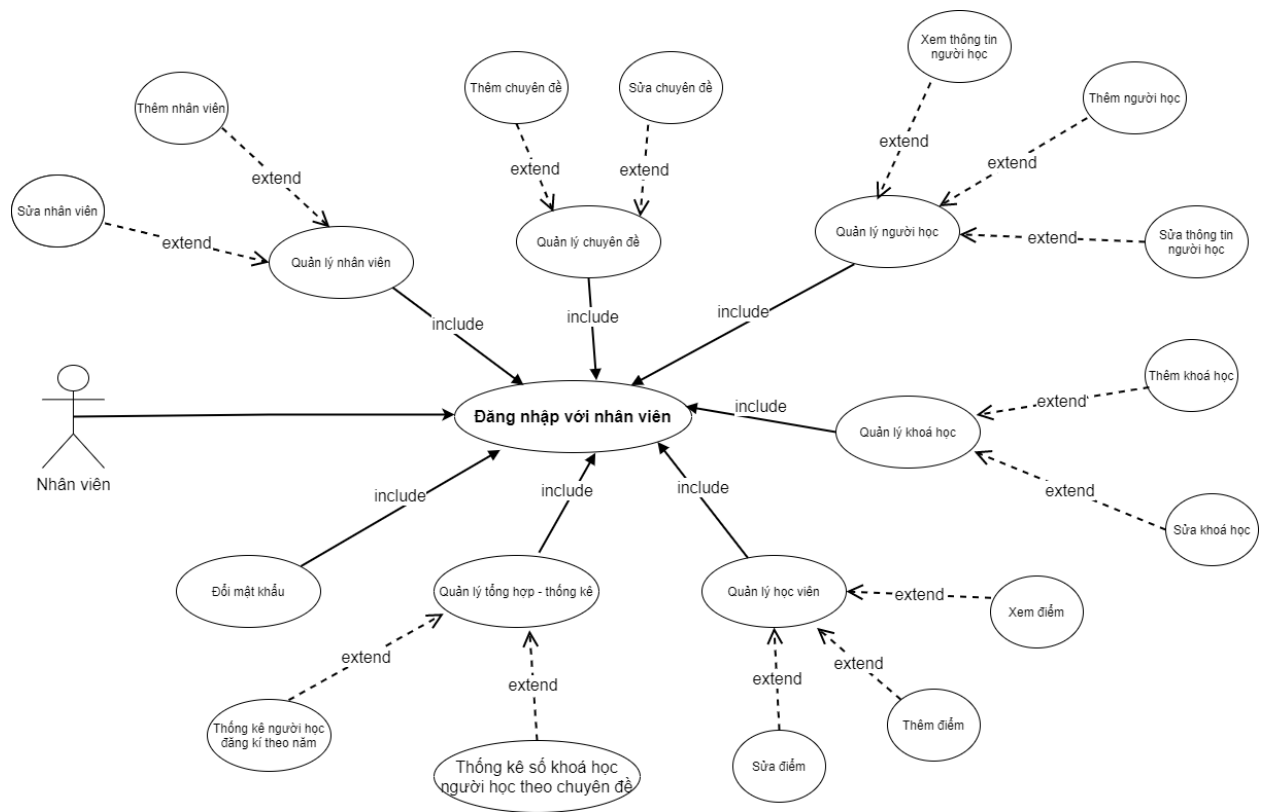 Xem thông tin
người học
Thêm nhân viên
Thêm chuyên đề
Sửa chuyên đề
Thêm người học
extend
extend
extend
extend
extend
Sửa nhân viên
extend
Quản lý nhân viên
Quản lý chuyên đề
Quản lý người học
extend
Sửa thông tin
người học
include
include
include
Thêm khoá học
Đăng nhập với nhân viên
include
Quản lý khoá học
extend
Nhân viên
include
include
include
extend
Sửa khoá học
Đổi mật khẩu
Quản lý tổng hợp - thống kê
Quản lý học viên
extend
Xem điểm
extend
extend
extend
extend
Thống kê người học
đăng kí theo năm
Thêm điểm
Thống kê số khoá học
người học theo chuyên đề
Sửa điểm